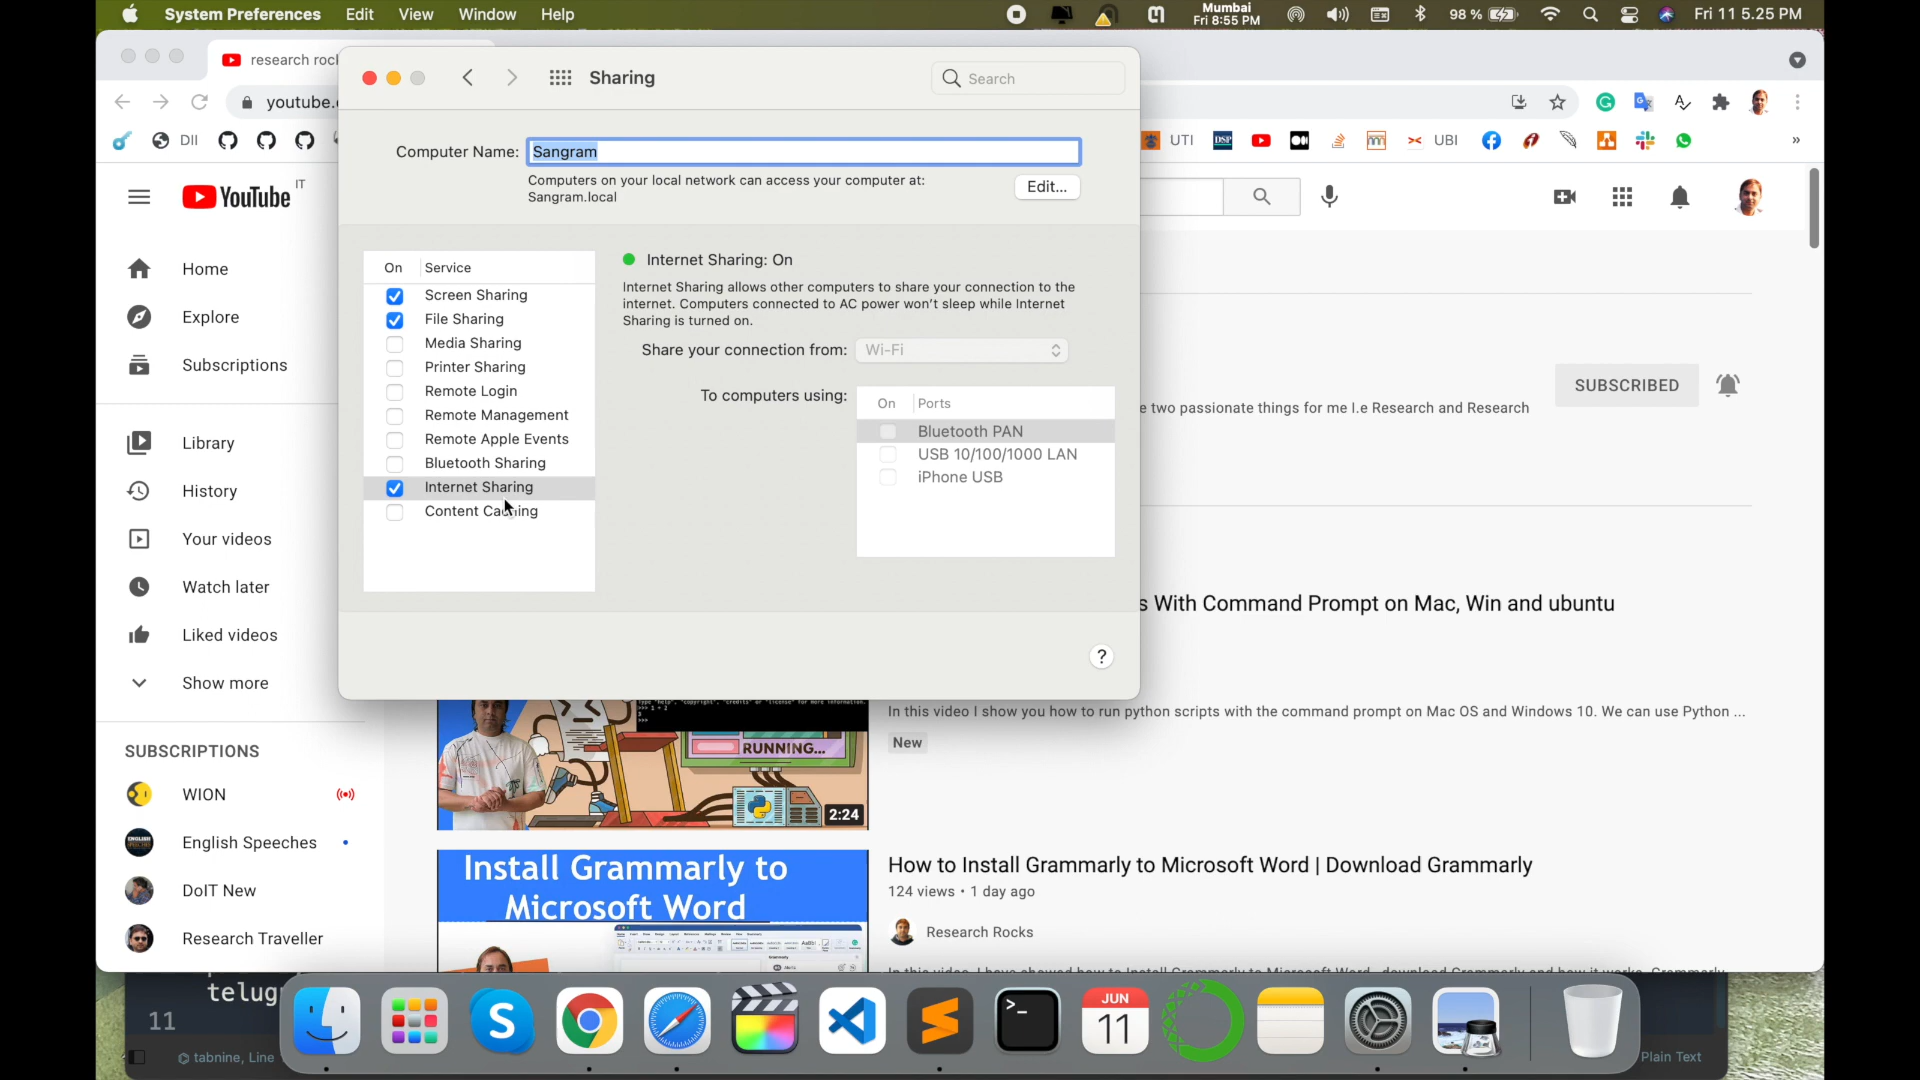 System Preferences Edit View Window Help
Mumbai
Fri 8:55 PM
98 %
Fri 11 5.25 PM
research rock
Sharing
Search
youtube.
DII
UTI
DSP
UBI
Computer Name: Sangram
Computers on your local network can access your computer at:
Sangram.local
Edit...
YouTube IT
Home
Explore
Subscriptions
Library
History
Your videos
Watch later
Liked videos
Show more
SUBSCRIPTIONS
WION
English Speeches
DoIT New
Research Traveller
On Service
Screen Sharing
File Sharing
Media Sharing
Printer Sharing
Remote Login
Remote Management
Remote Apple Events
Bluetooth Sharing
Internet Sharing
Content Caching
Internet Sharing: On
Internet Sharing allows other computers to share your connection to the
internet. Computers connected to AC power won't sleep while Internet
Sharing is turned on.
Share your connection from: Wi-Fi
To computers using:
On Ports
Bluetooth PAN
USB 10/100/1000 LAN
iPhone USB
?
SUBSCRIBED
e two passionate things for me I.e Research and Research
s With Command Prompt on Mac, Win and ubuntu
In this video I show you how to run python scripts with the command prompt on Mac OS and Windows 10. We can use Python ...
New
>>> 1 + 2
3
>>>
RUNNING...
2:24
Install Grammarly to
Microsoft Word
How to Install Grammarly to Microsoft Word | Download Grammarly
124 views • 1 day ago
Research Rocks
telug
11
tabnine, Line
JUN
11
Plain Text